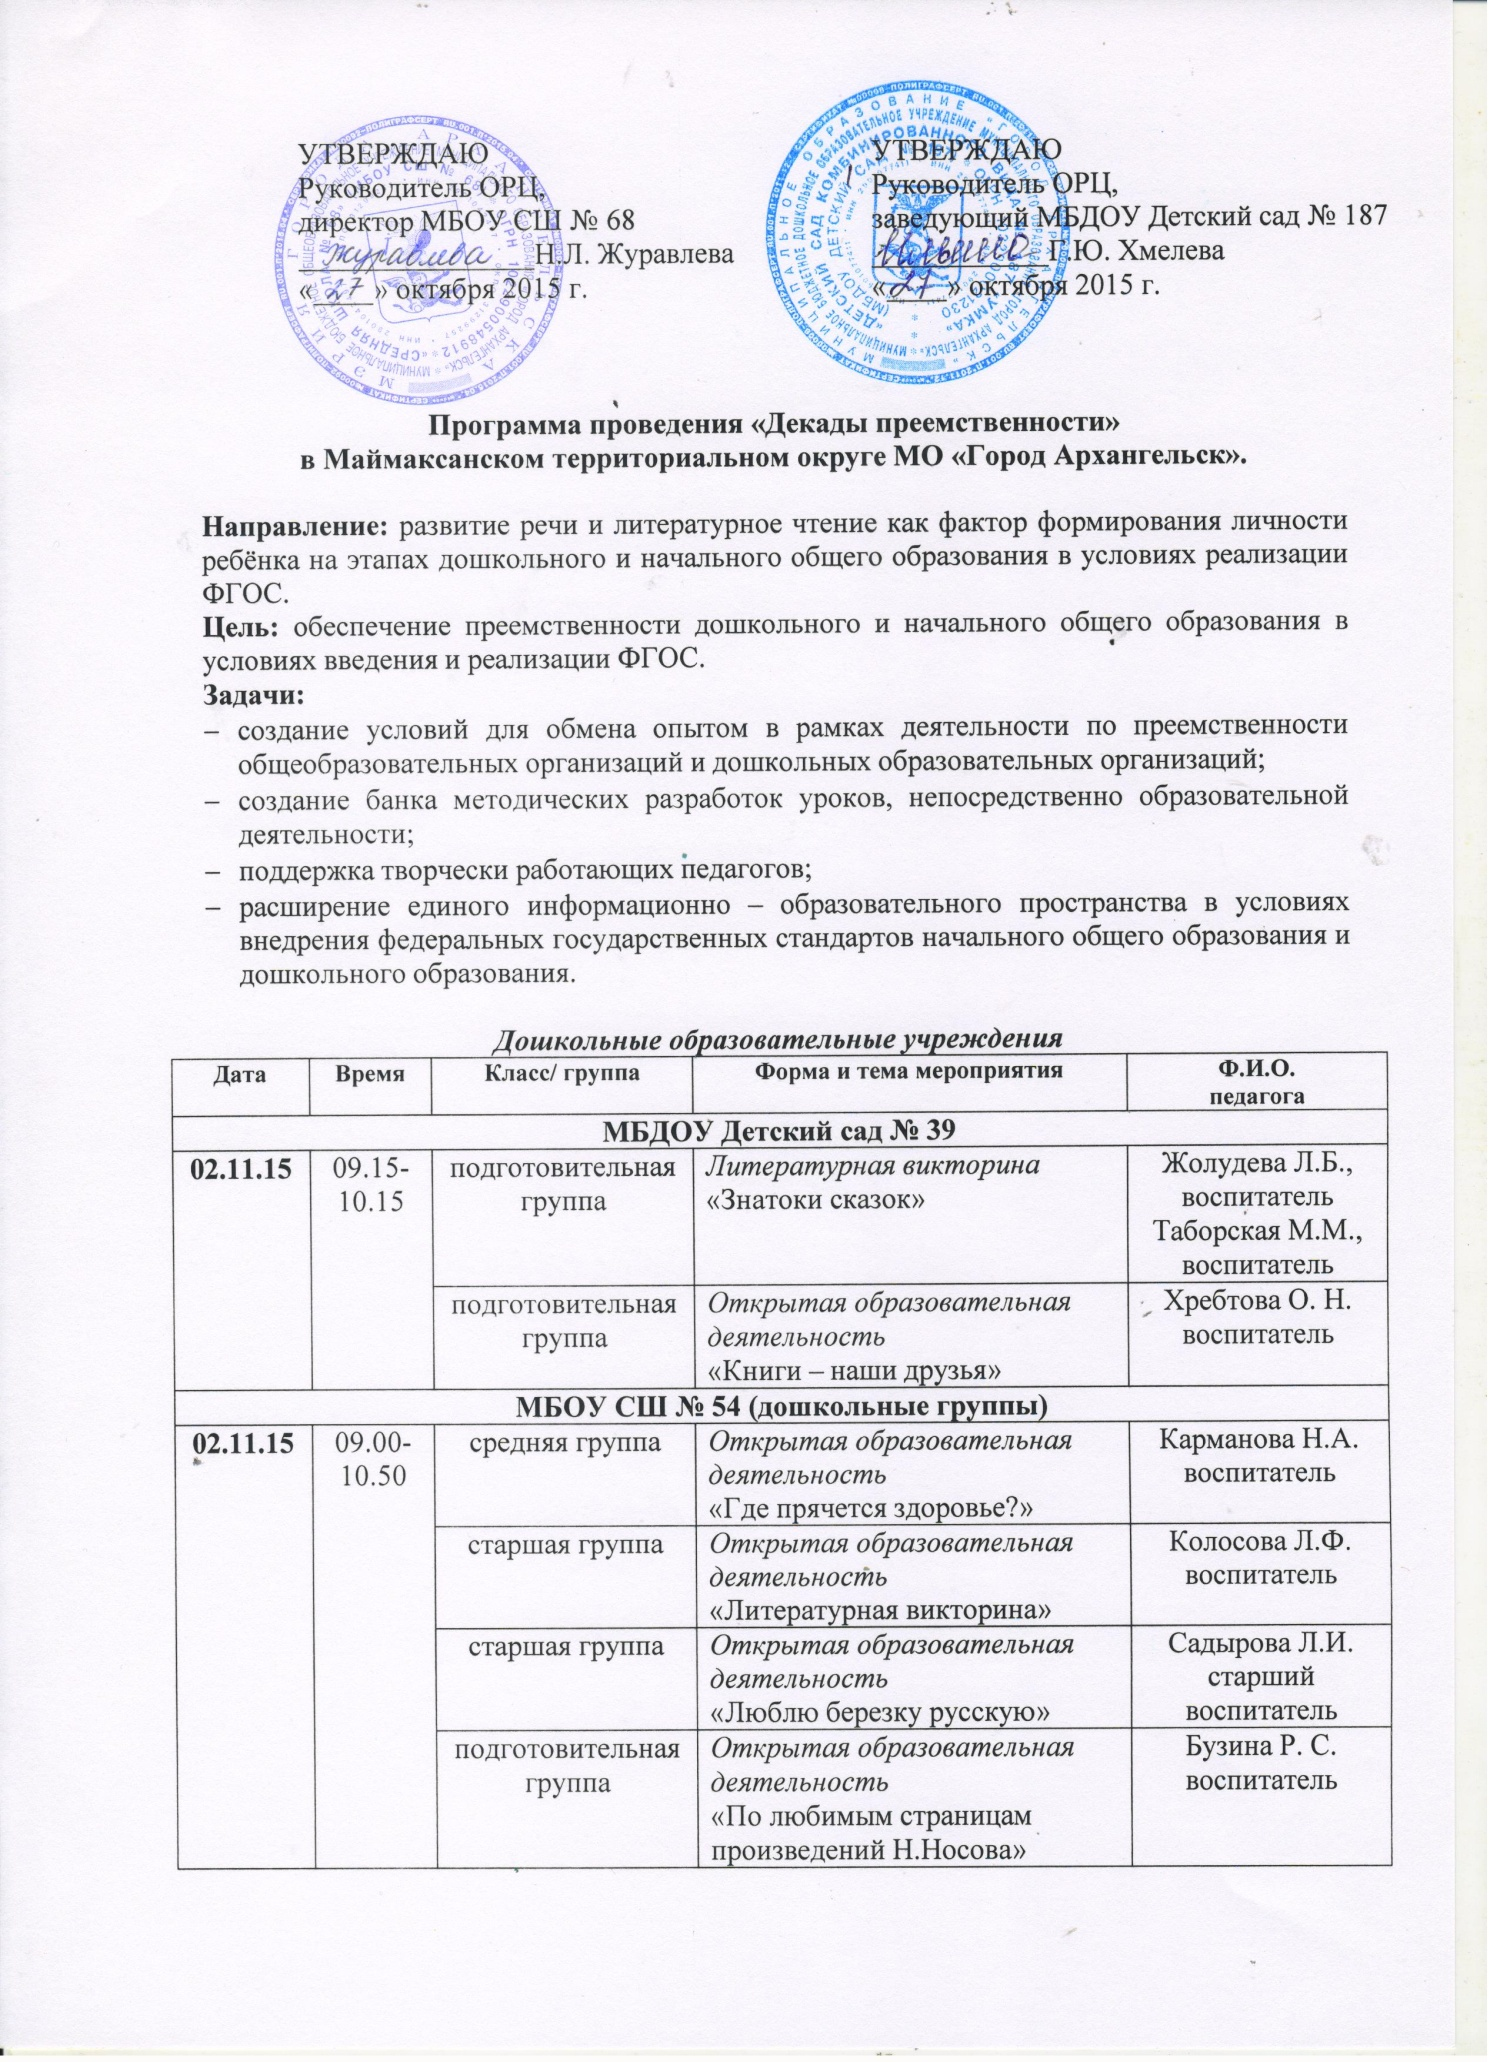 УТВЕРЖДАЮ
Руководитель ОРЦ,
директор МБОУ СШ № 68
Журавлева Н.Л. Журавлева
«27» октября 2015 г.
УТВЕРЖДАЮ
Руководитель ОРЦ,
заведующий МБДОУ Детский сад № 187
Г.Ю. Хмелева
«27» октября 2015 г.
Программа проведения «Декады преемственности»
в Маймаксанском территориальном округе МО «Город Архангельск».
Направление: развитие речи и литературное чтение как фактор формирования личности
ребёнка на этапах дошкольного и начального общего образования в условиях реализации
ФГОС.
Цель: обеспечение преемственности дошкольного и начального общего образования в
условиях введения и реализации ФГОС.
Задачи:
– создание условий для обмена опытом в рамках деятельности по преемственности
общеобразовательных организаций и дошкольных образовательных организаций;
– создание банка методических разработок уроков, непосредственно образовательной
деятельности;
– поддержка творчески работающих педагогов;
– расширение единого информационно – образовательного пространства в условиях
внедрения федеральных государственных стандартов начального общего образования и
дошкольного образования.
Дошкольные образовательные учреждения
Дата Время Класс/ группа Форма и тема мероприятия Ф.И.О.
педагога
МБДОУ Детский сад № 39
02.11.15 09.15-
10.15
подготовительная
группа
Литературная викторина
«Знатоки сказок»
Жолудева Л.Б.,
воспитатель
Таборская М.М.,
воспитатель
подготовительная
группа
Открытая образовательная
деятельность
«Книги – наши друзья»
Хребтова О. Н.
воспитатель
МБОУ СШ № 54 (дошкольные группы)
02.11.15 09.00-
10.50
средняя группа
Открытая образовательная
деятельность
«Где прячется здоровье?»
Карманова Н.А.
воспитатель
старшая группа
Открытая образовательная
деятельность
«Литературная викторина»
Колосова Л.Ф.
воспитатель
старшая группа
Открытая образовательная
деятельность
«Люблю березку русскую»
Садырова Л.И.
старший
воспитатель
подготовительная
группа
Открытая образовательная
деятельность
«По любимым страницам
произведений Н.Носова»
Бузина Р. С.
воспитатель